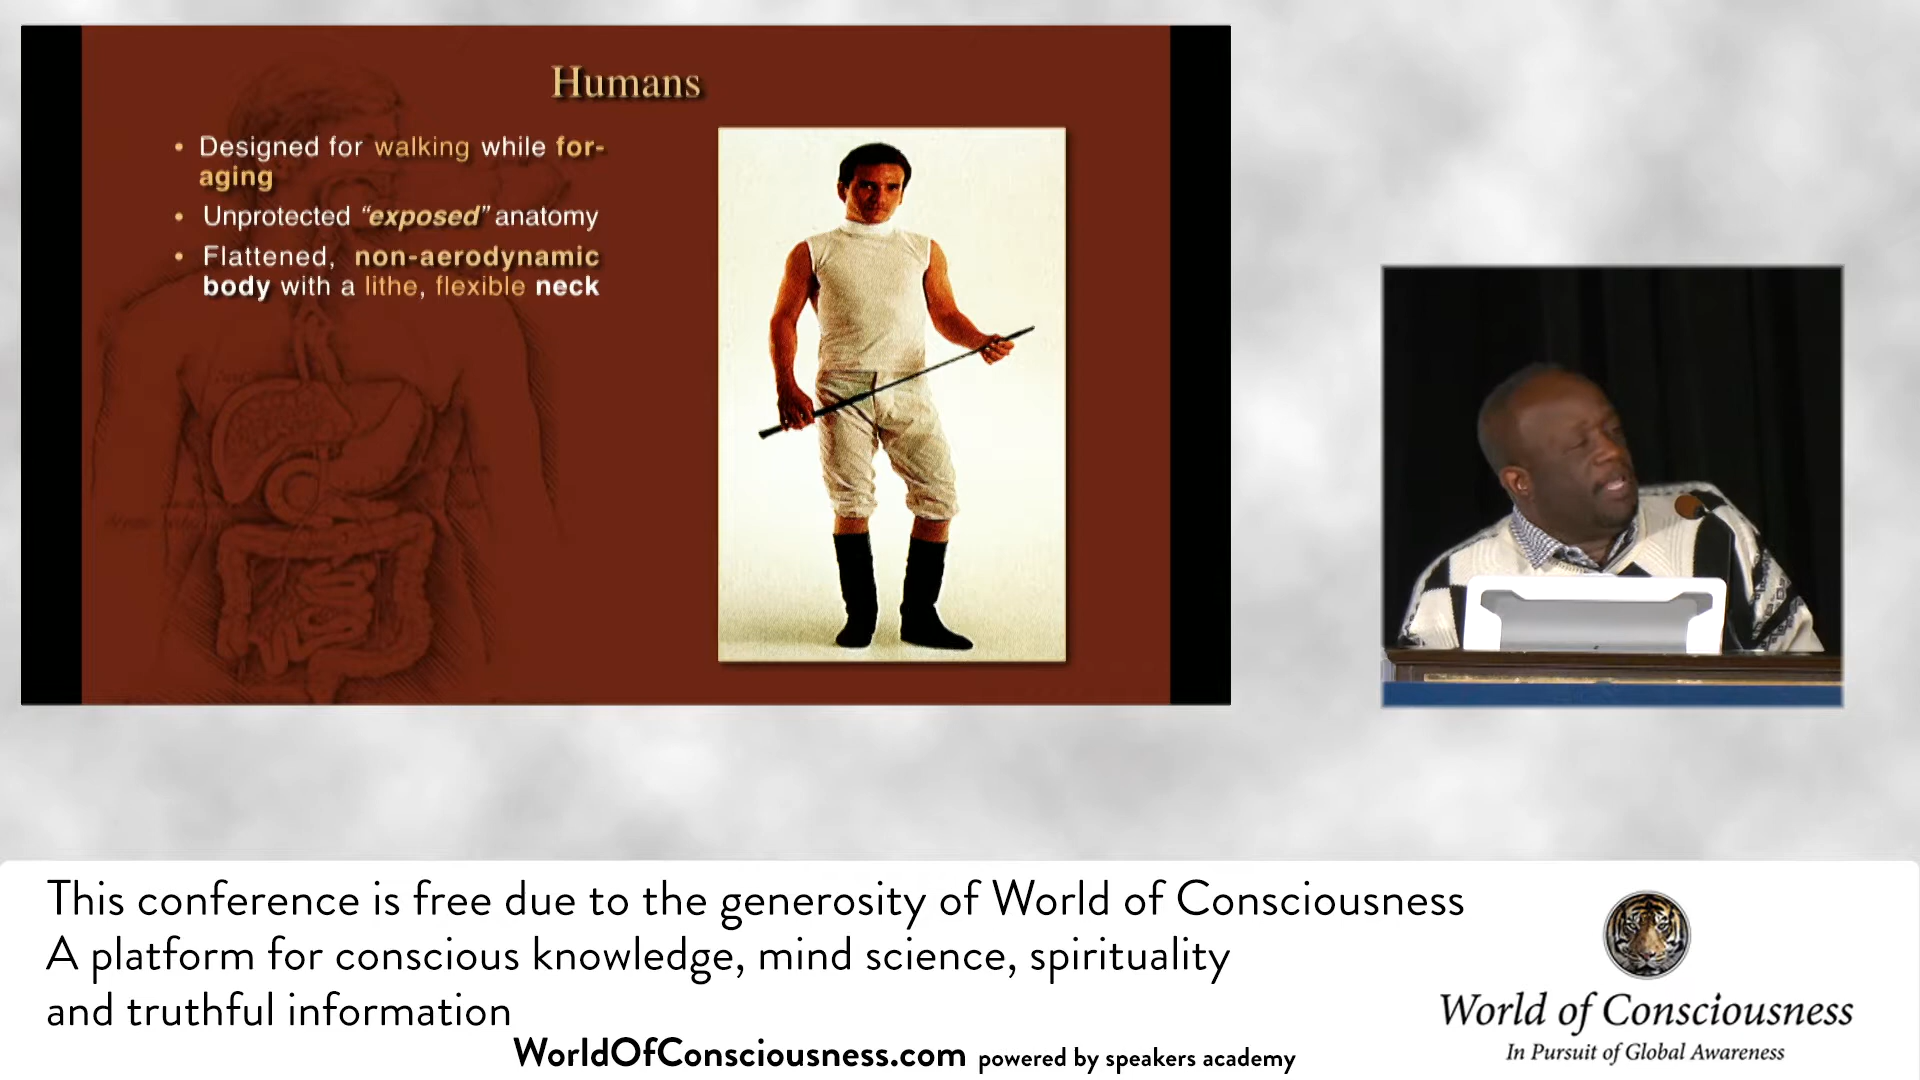 Humans
• Designed for walking while for-
aging
• Unprotected “exposed” anatomy
• Flattened, non-aerodynamic
body with a lithe, flexible neck
This conference is free due to the generosity of World of Consciousness
A platform for conscious knowledge, mind science, spirituality
and truthful information
WorldOfConsciousness.com powered by speakers academy
World of Consciousness
In Pursuit of Global Awareness